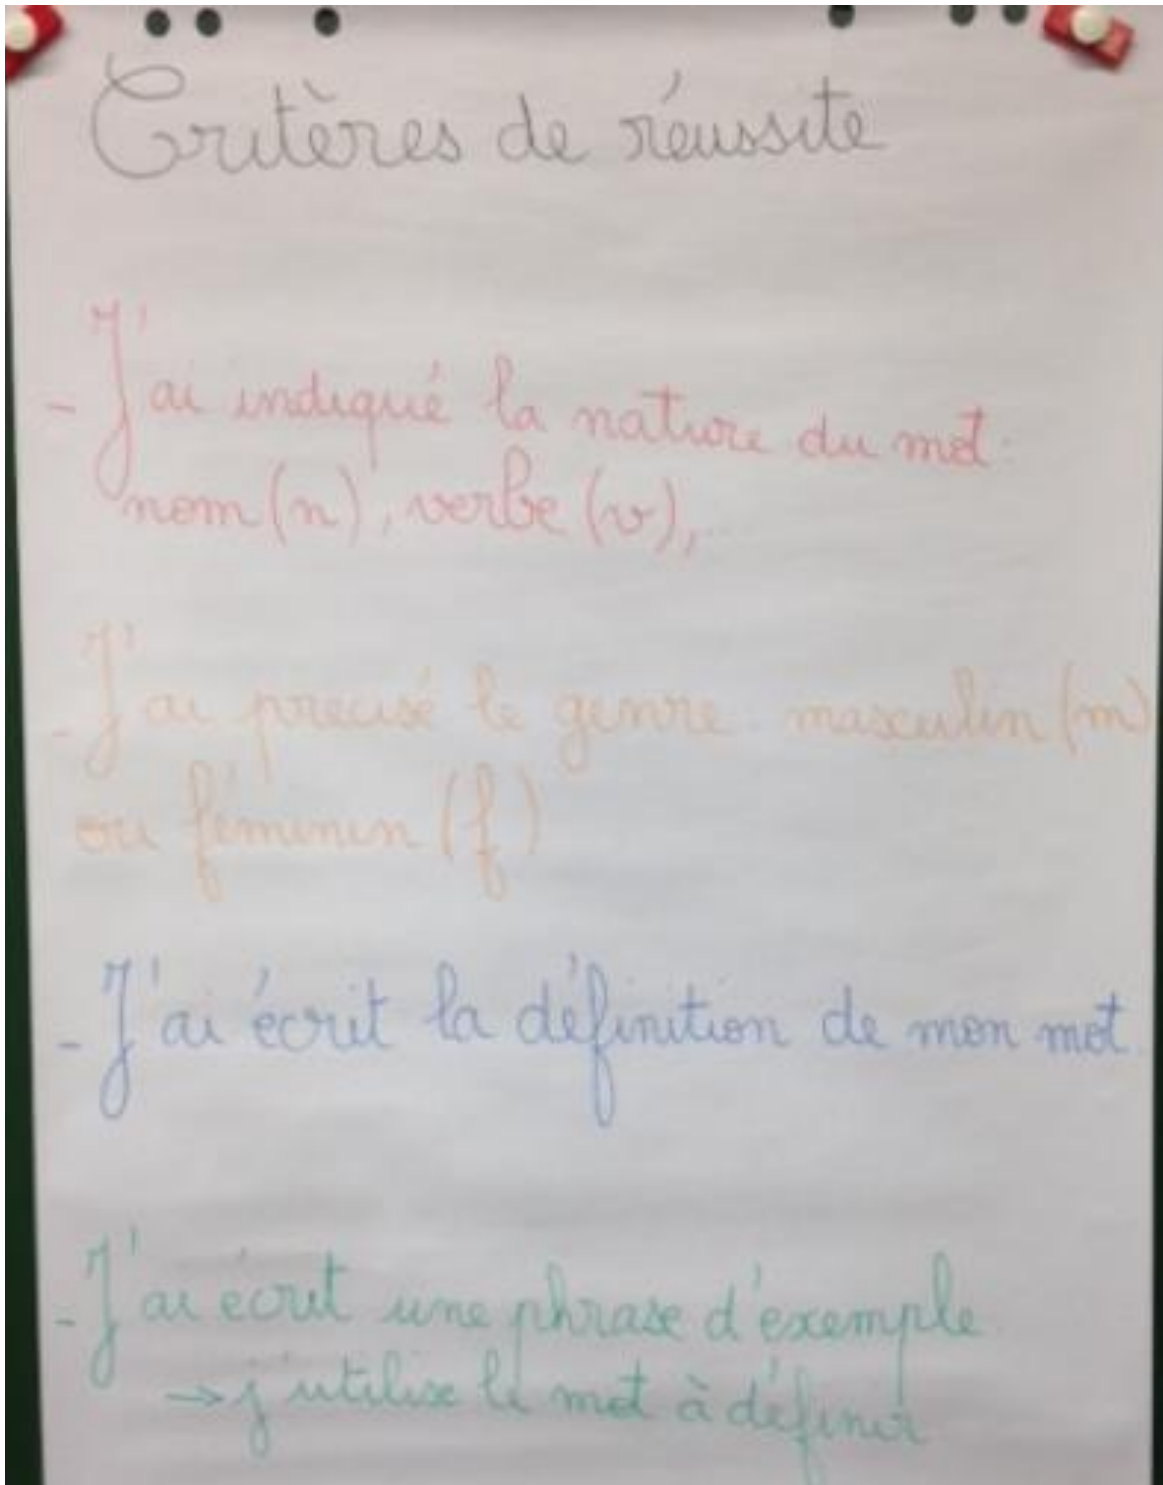 Critères de réussite
- J'ai indiqué la nature du mot :
nom (n), verbe (v), ...
- J'ai précisé le genre : masculin (m)
ou féminin (f)
- J'ai écrit la définition de mon mot.
- J'ai écrit une phrase d'exemple.
→ j'utilise le mot à définir